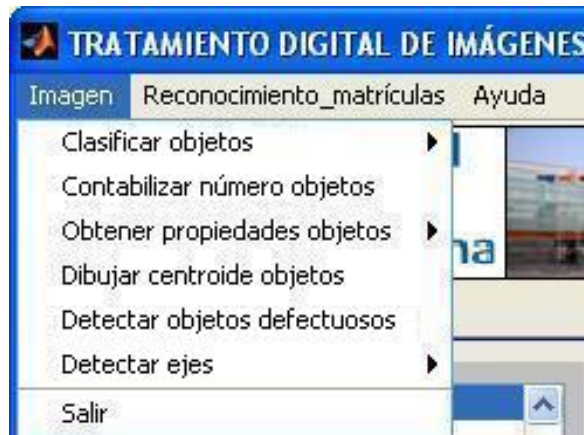 TRATAMIENTO DIGITAL DE IMÁGENES
Imagen Reconocimiento_matrículas Ayuda
Clasificar objetos
Contabilizar número objetos
Obtener propiedades objetos
na
Dibujar centroide objetos
Detectar objetos defectuosos
Detectar ejes
Salir